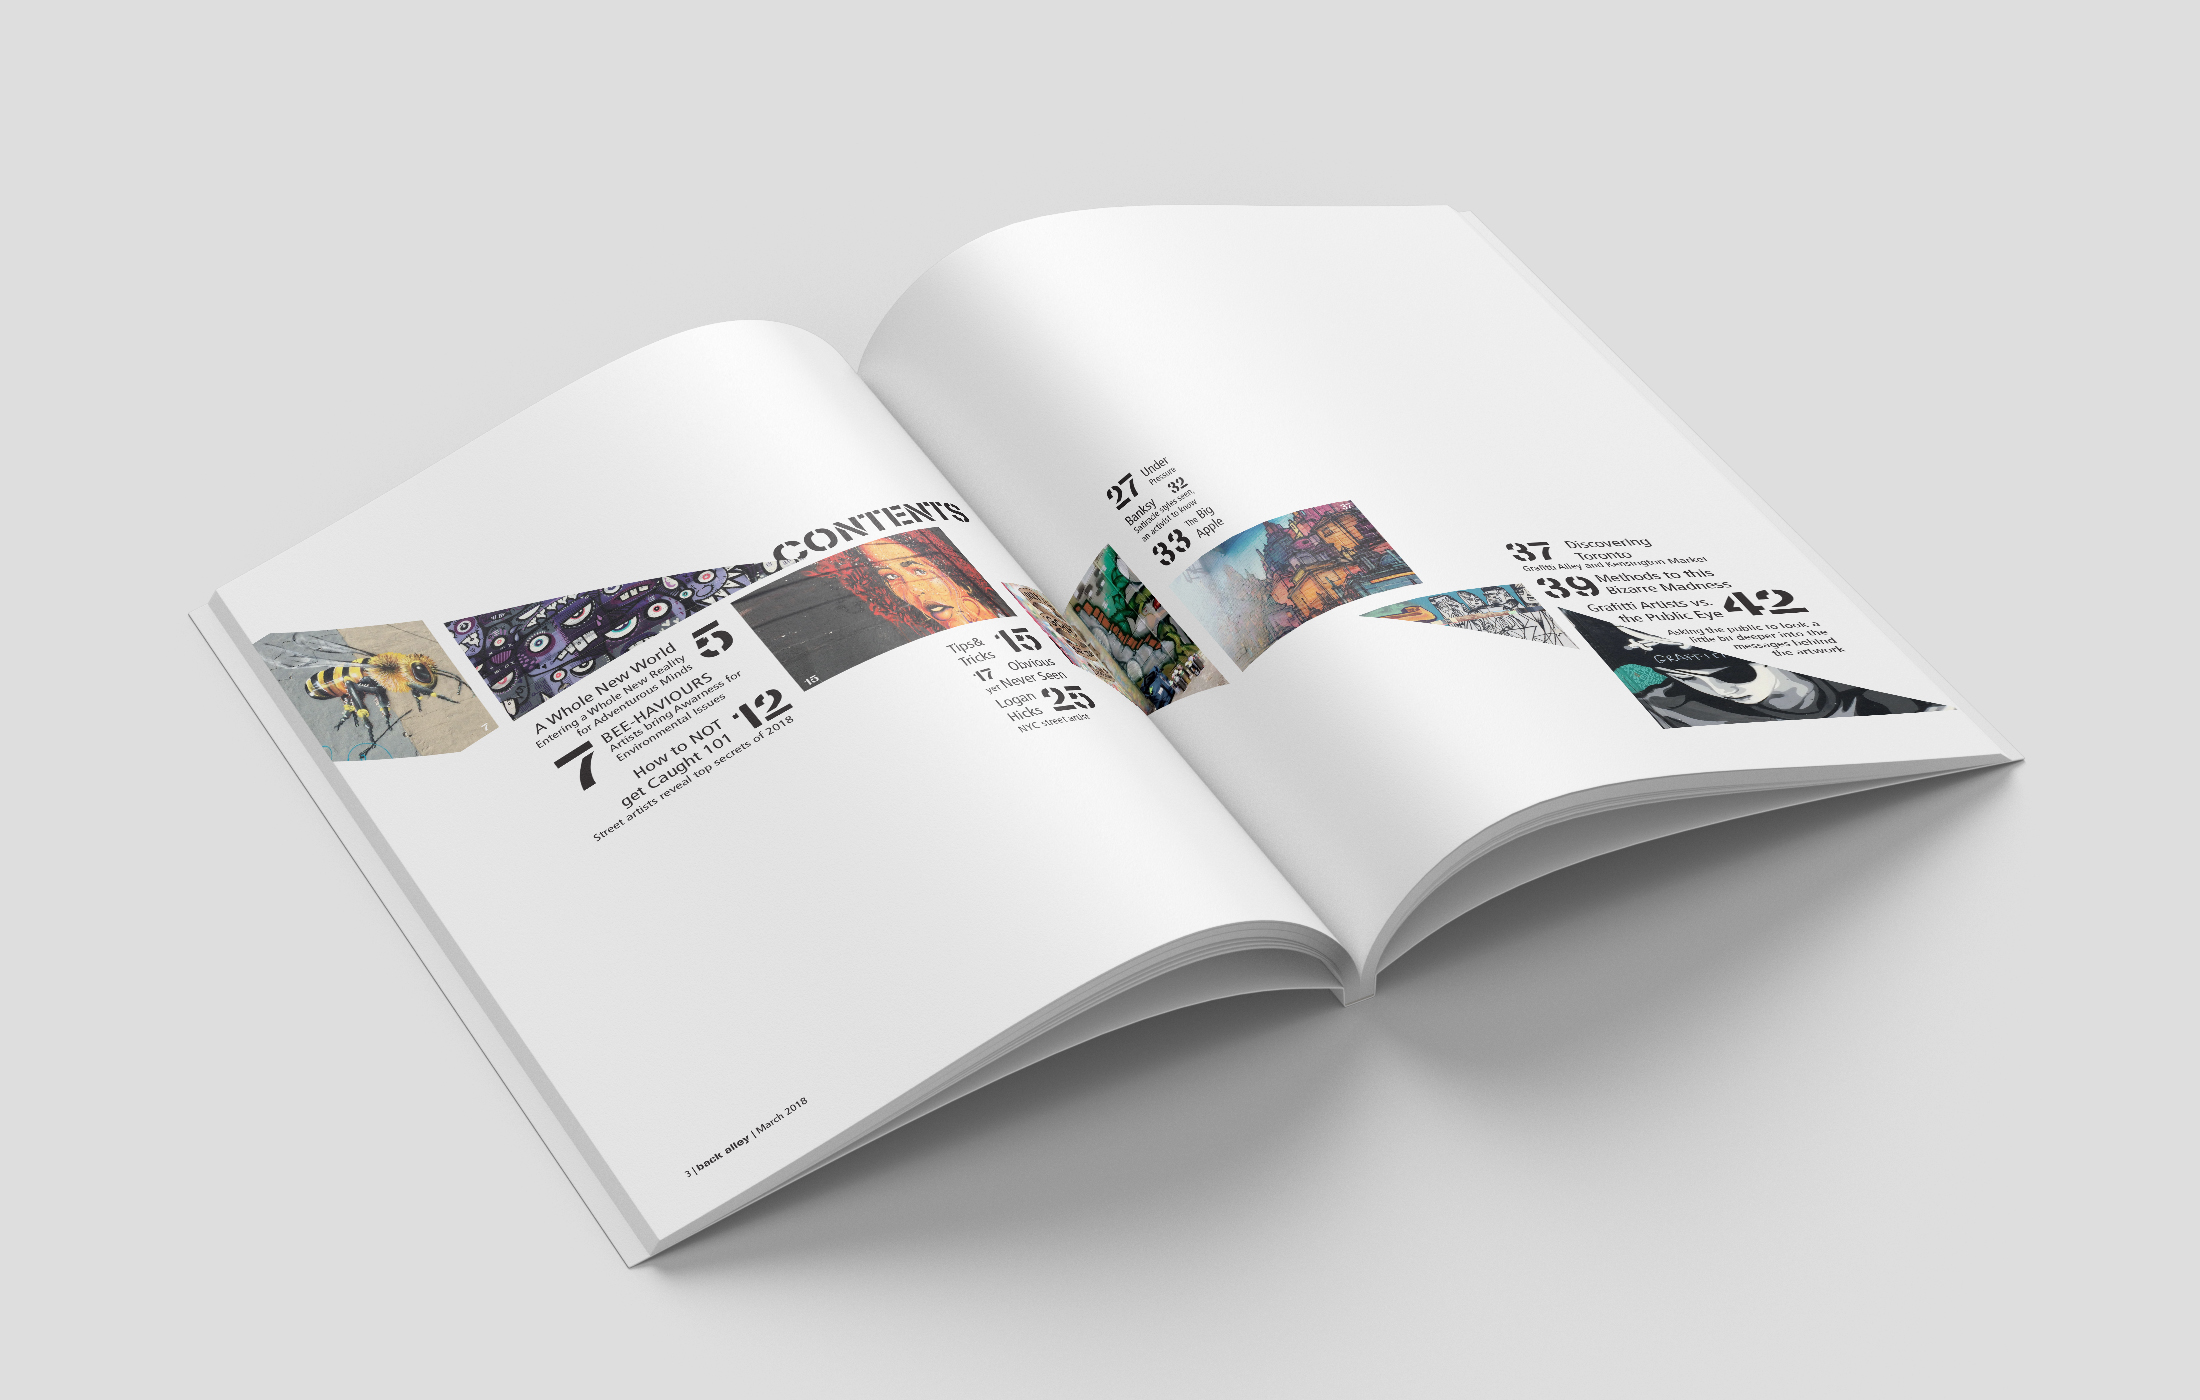 CONTENTS
5
A Whole New World
Entering a Whole New Reality
for Adventurous Minds
7
BEE-HAVIOURS
Artists bring Awarness for
Environmental Issues
How to NOT 12
get Caught 101
Street artists reveal top secrets of 2018
7
15
Tips& 15
Tricks
17 Obvious
yet Never Seen
Logan 25
Hicks
NYC street artist
27 Under
Pressure
Banksy 32
Satiracle styles seen,
an activist to know
33 The Big
Apple
37
37 Discovering
Toronto
Grafitti Alley and Kensington Market
39 Methods to this
Bizarre Madness
Grafitti Artists vs. 42
the Public Eye
Asking the public to look a
little bit deeper into the
messages behind
the artwork
GRAFFITI
3 | back alley | March 2018